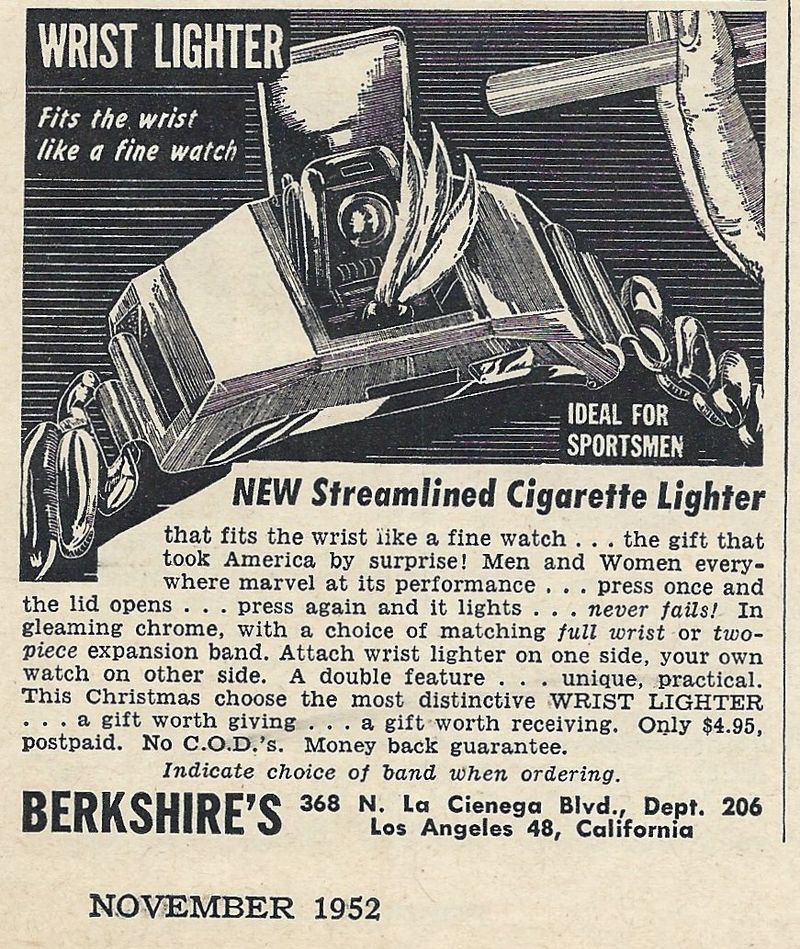 WRIST LIGHTER
Fits the wrist
like a fine watch
IDEAL FOR
SPORTSMEN
NEW Streamlined Cigarette Lighter
that fits the wrist like a fine watch . . . the gift that
took America by surprise! Men and Women every-
where marvel at its performance . . . press once and
the lid opens . . . press again and it lights . . . never fails! In
gleaming chrome, with a choice of matching full wrist or two-
piece expansion band. Attach wrist lighter on one side, your own
watch on other side. A double feature . . . unique, practical.
This Christmas choose the most distinctive WRIST LIGHTER
. . . a gift worth giving . . . a gift worth receiving. Only $4.95,
postpaid. No C.O.D.'s. Money back guarantee.
Indicate choice of band when ordering.
BERKSHIRE'S 368 N. La Cienega Blvd., Dept. 206
Los Angeles 48, California
NOVEMBER 1952